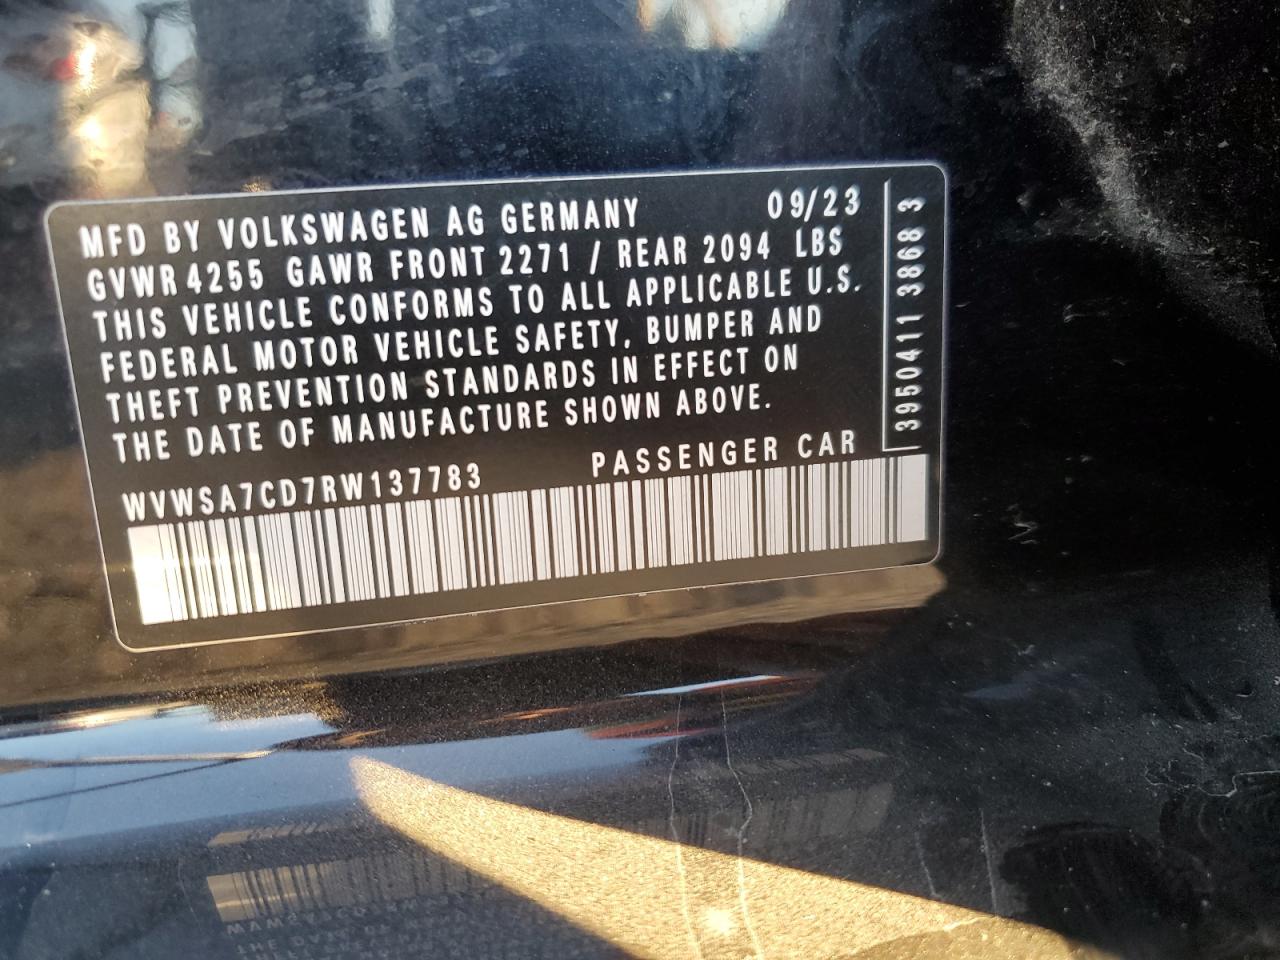 MFD BY VOLKSWAGEN AG GERMANY 09/23
GVWR 4255 GAWR FRONT 2271 / REAR 2094 LBS
THIS VEHICLE CONFORMS TO ALL APPLICABLE U.S.
FEDERAL MOTOR VEHICLE SAFETY, BUMPER AND
THEFT PREVENTION STANDARDS IN EFFECT ON
THE DATE OF MANUFACTURE SHOWN ABOVE.
WVWSA7CD7RW137783 PASSENGER CAR
3950411 3868 3